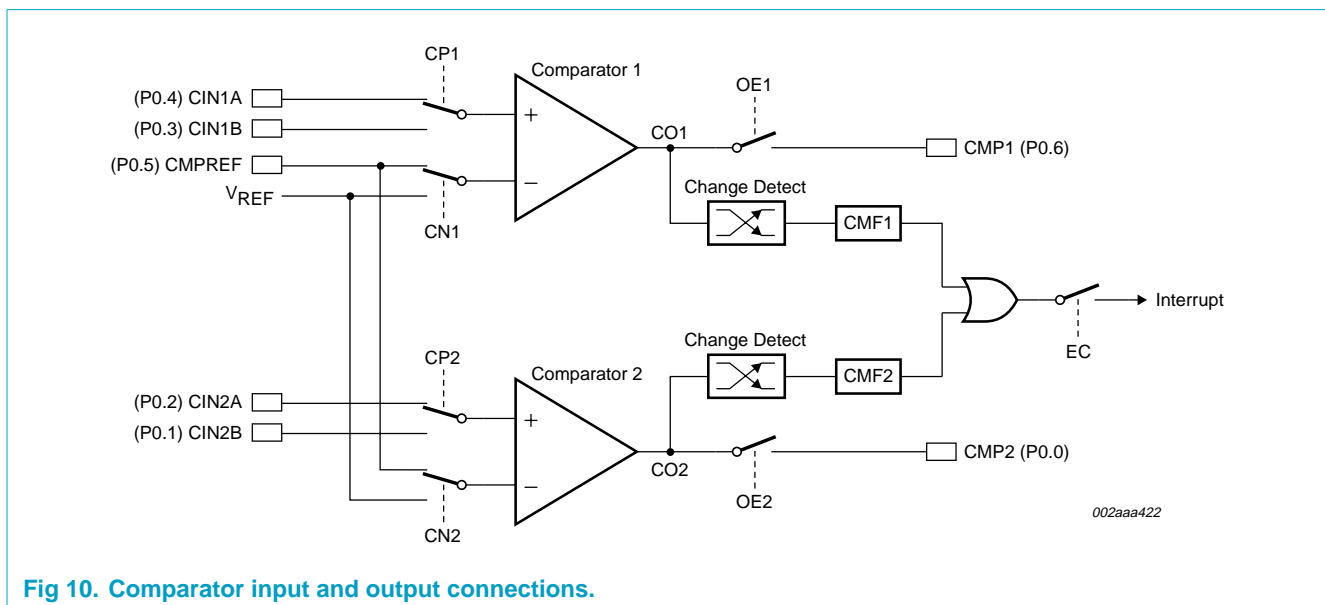 CP1
Comparator 1
OE1
(P0.4) CIN1A
(P0.3) CIN1B
+
CO1
CMP1 (P0.6)
(P0.5) CMPREF
−
VREF
CN1
Change Detect
CMF1
Interrupt
EC
CP2
Comparator 2
Change Detect
CMF2
(P0.2) CIN2A
(P0.1) CIN2B
+
CO2
CMP2 (P0.0)
−
OE2
CN2
002aaa422
Fig 10. Comparator input and output connections.